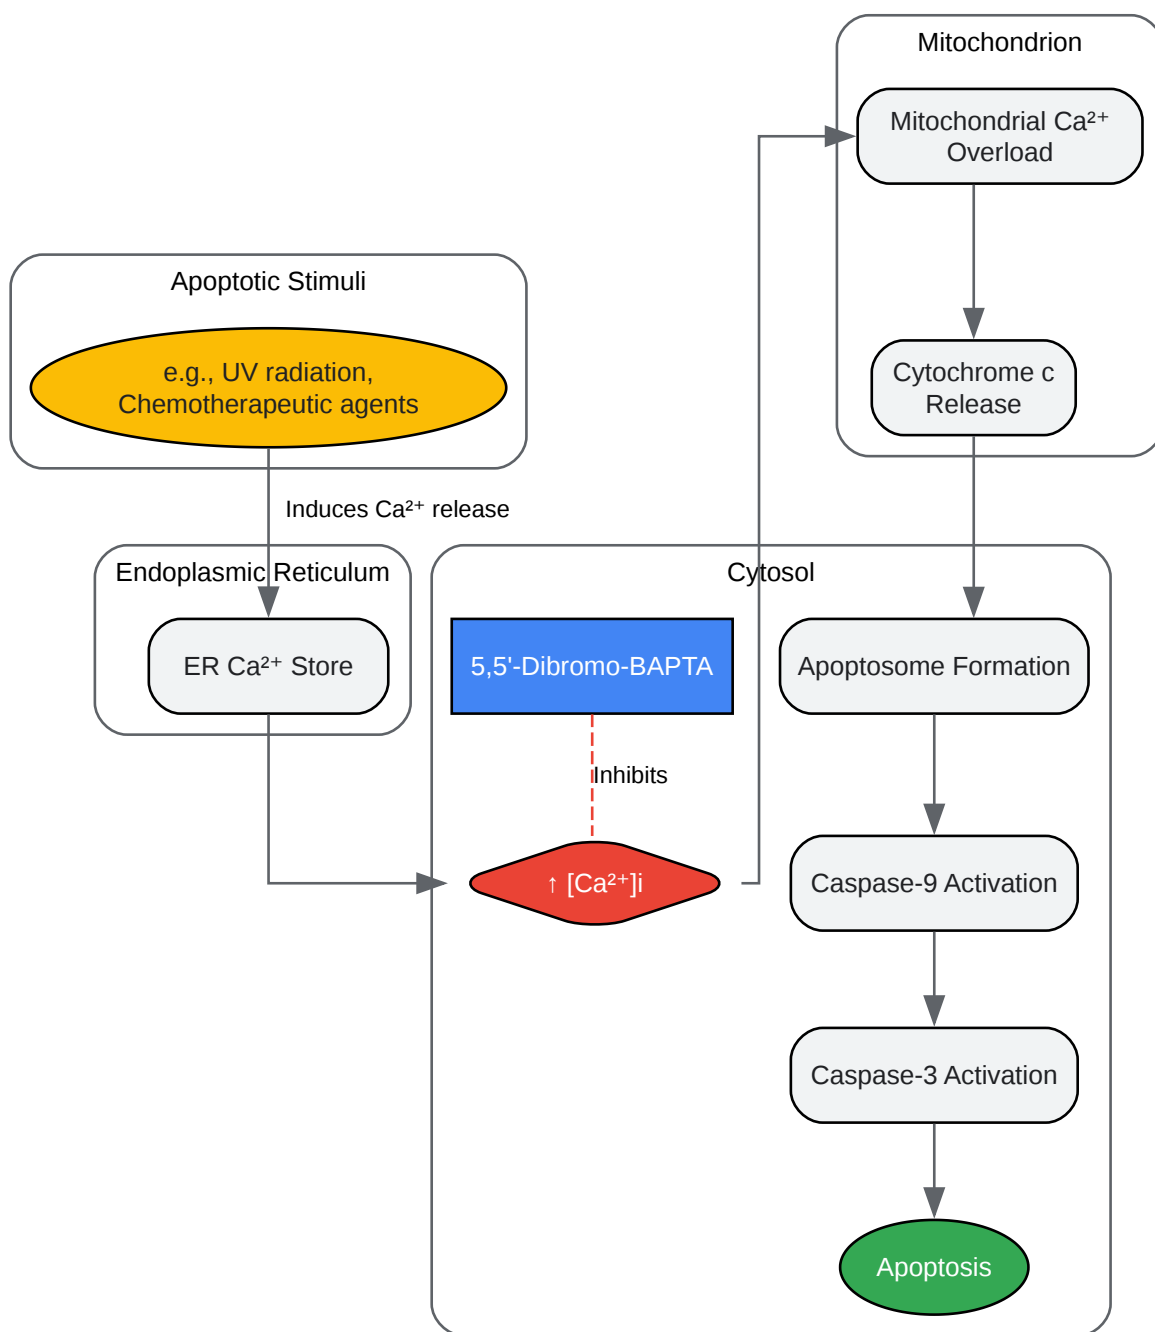 Mitochondrion
Mitochondrial Ca²⁺
Overload
Apoptotic Stimuli
e.g., UV radiation,
Chemotherapeutic agents
Cytochrome c
Release
Induces Ca²⁺ release
Endoplasmic Reticulum
Cytosol
ER Ca²⁺ Store
5,5'-Dibromo-BAPTA
Apoptosome Formation
Inhibits
↑ [Ca²⁺]i
Caspase-9 Activation
Caspase-3 Activation
Apoptosis